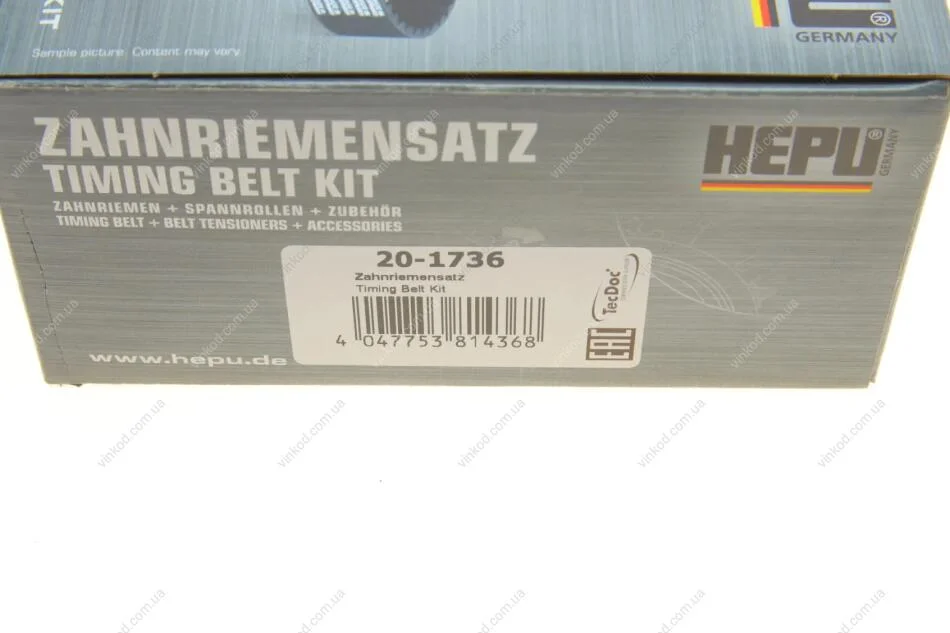 KIT
Sample picture. Content may vary.
®
GERMANY
ZAHNRIEMENSATZ
TIMING BELT KIT
ZAHNRIEMEN + SPANNROLLEN + ZUBEHÖR
TIMING BELT + BELT TENSIONERS + ACCESSORIES
HEPU®
GERMANY
20-1736
Zahnriemensatz
Timing Belt Kit
4 047753 814368
TecDoc
EAC
www.hepu.de
vinkod.com.ua